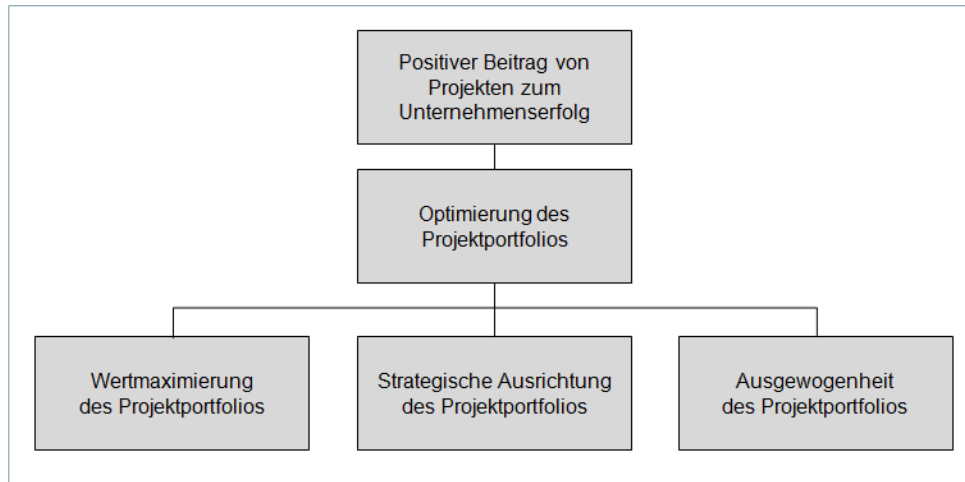 Positiver Beitrag von
Projekten zum
Unternehmenserfolg
Optimierung des
Projektportfolios
Wertmaximierung
des Projektportfolios
Strategische Ausrichtung
des Projektportfolios
Ausgewogenheit
des Projektportfolios